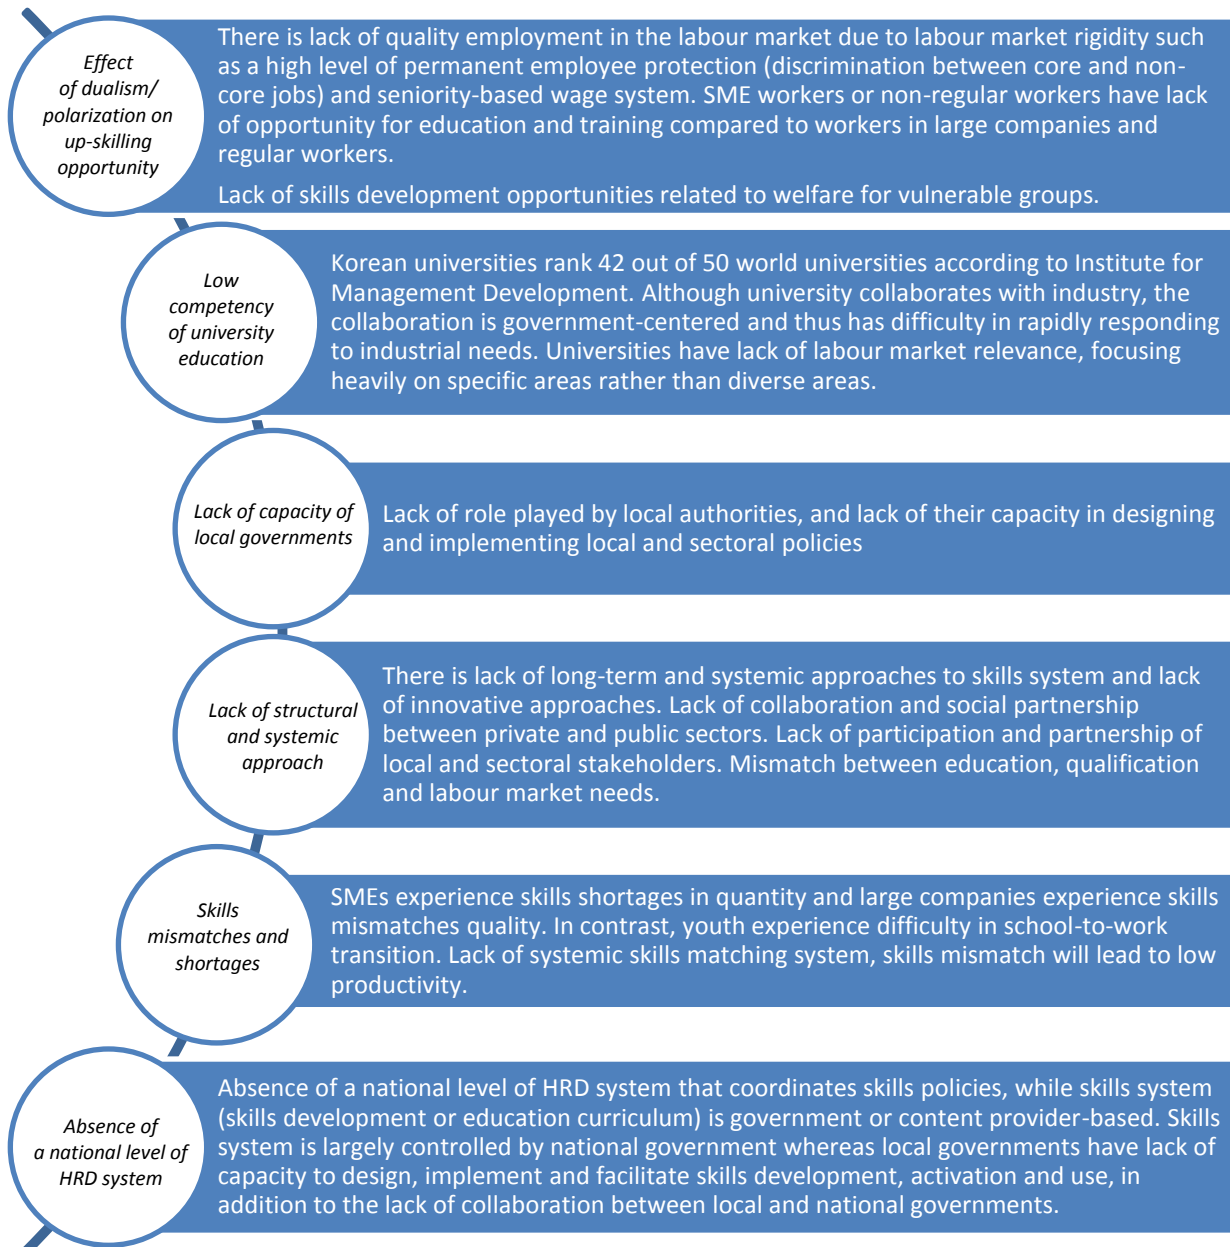 Effect
of dualism/
polarization on
up-skilling
opportunity
There is lack of quality employment in the labour market due to labour market rigidity such
as a high level of permanent employee protection (discrimination between core and non-
core jobs) and seniority-based wage system. SME workers or non-regular workers have lack
of opportunity for education and training compared to workers in large companies and
regular workers.
Lack of skills development opportunities related to welfare for vulnerable groups.
Low
competency
of university
education
Korean universities rank 42 out of 50 world universities according to Institute for
Management Development. Although university collaborates with industry, the
collaboration is government-centered and thus has difficulty in rapidly responding
to industrial needs. Universities have lack of labour market relevance, focusing
heavily on specific areas rather than diverse areas.
Lack of capacity of
local governments
Lack of role played by local authorities, and lack of their capacity in designing
and implementing local and sectoral policies
Lack of structural
and systemic
approach
There is lack of long-term and systemic approaches to skills system and lack
of innovative approaches. Lack of collaboration and social partnership
between private and public sectors. Lack of participation and partnership of
local and sectoral stakeholders. Mismatch between education, qualification
and labour market needs.
Skills
mismatches and
shortages
SMEs experience skills shortages in quantity and large companies experience skills
mismatches quality. In contrast, youth experience difficulty in school-to-work
transition. Lack of systemic skills matching system, skills mismatch will lead to low
productivity.
Absence of
a national level of
HRD system
Absence of a national level of HRD system that coordinates skills policies, while skills system
(skills development or education curriculum) is government or content provider-based. Skills
system is largely controlled by national government whereas local governments have lack of
capacity to design, implement and facilitate skills development, activation and use, in
addition to the lack of collaboration between local and national governments.